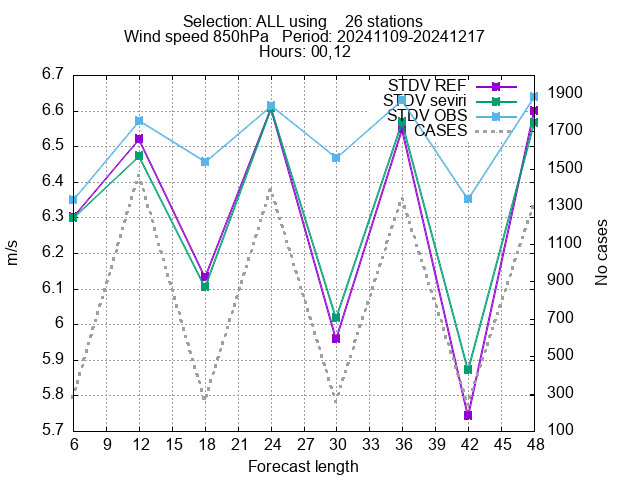 Selection: ALL using    26 stations
Wind speed 850hPa   Period: 20241109-20241217
Hours: 00,12
STDV REF
STDV seviri
STDV OBS
CASES
6.7
6.6
6.5
6.4
6.3
6.2
6.1
6
5.9
5.8
5.7
m/s
1900
1700
1500
1300
1100
900
700
500
300
100
No cases
6 9 12 15 18 21 24 27 30 33 36 39 42 45 48
Forecast length